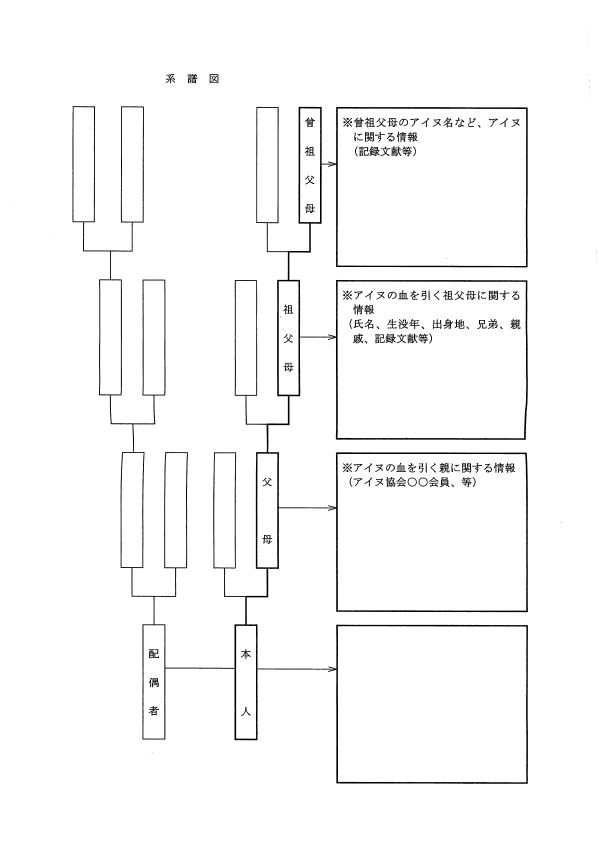 系譜図
曾祖父母
※曾祖父母のアイヌ名など、アイヌ
に関する情報
（記録文献等）
祖父母
※アイヌの血を引く祖父母に関する
情報
（氏名、生没年、出身地、兄弟、親
戚、記録文献等）
父母
※アイヌの血を引く親に関する情報
（アイヌ協会〇〇会員、等）
配偶者
本人